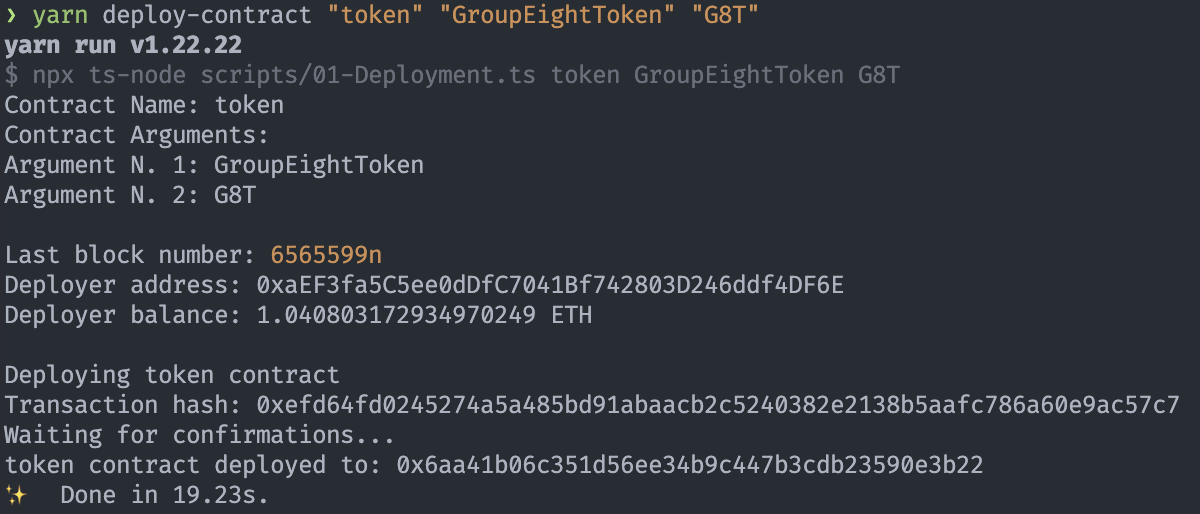 ❯ yarn deploy-contract "token" "GroupEightToken" "G8T"
yarn run v1.22.22
$ npx ts-node scripts/01-Deployment.ts token GroupEightToken G8T
Contract Name: token
Contract Arguments:
Argument N. 1: GroupEightToken
Argument N. 2: G8T
Last block number: 6565599n
Deployer address: 0xaEF3fa5C5ee0dDfC7041Bf742803D246ddf4DF6E
Deployer balance: 1.040803172934970249 ETH
Deploying token contract
Transaction hash: 0xefd64fd0245274a5a485bd91abaacb2c5240382e2138b5aafc786a60e9ac57c7
Waiting for confirmations...
token contract deployed to: 0x6aa41b06c351d56ee34b9c447b3cdb23590e3b22
✨ Done in 19.23s.